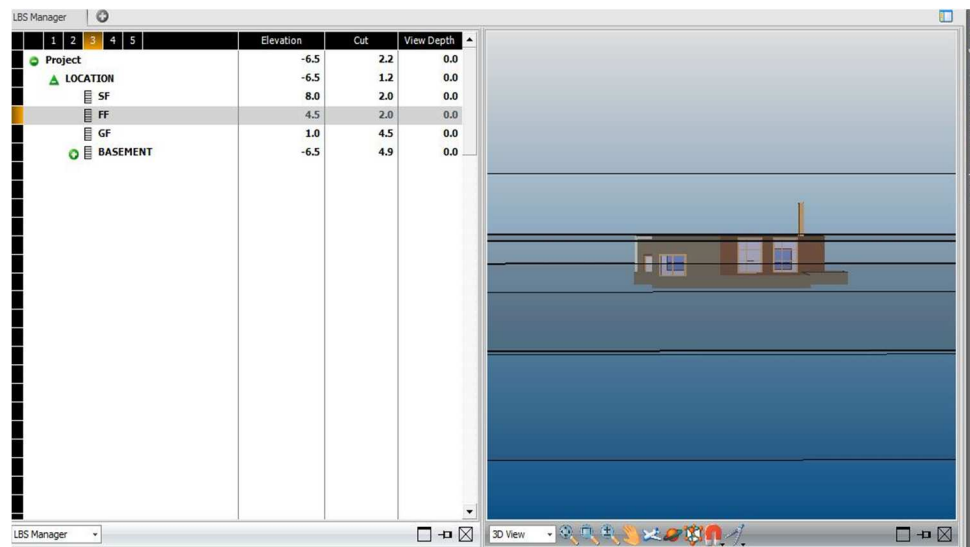 LBS Manager
1 2 3 4 5 Elevation Cut View Depth
Project -6.5 2.2 0.0
LOCATION -6.5 1.2 0.0
SF 8.0 2.0 0.0
FF 4.5 2.0 0.0
GF 1.0 4.5 0.0
BASEMENT -6.5 4.9 0.0
LBS Manager
3D View